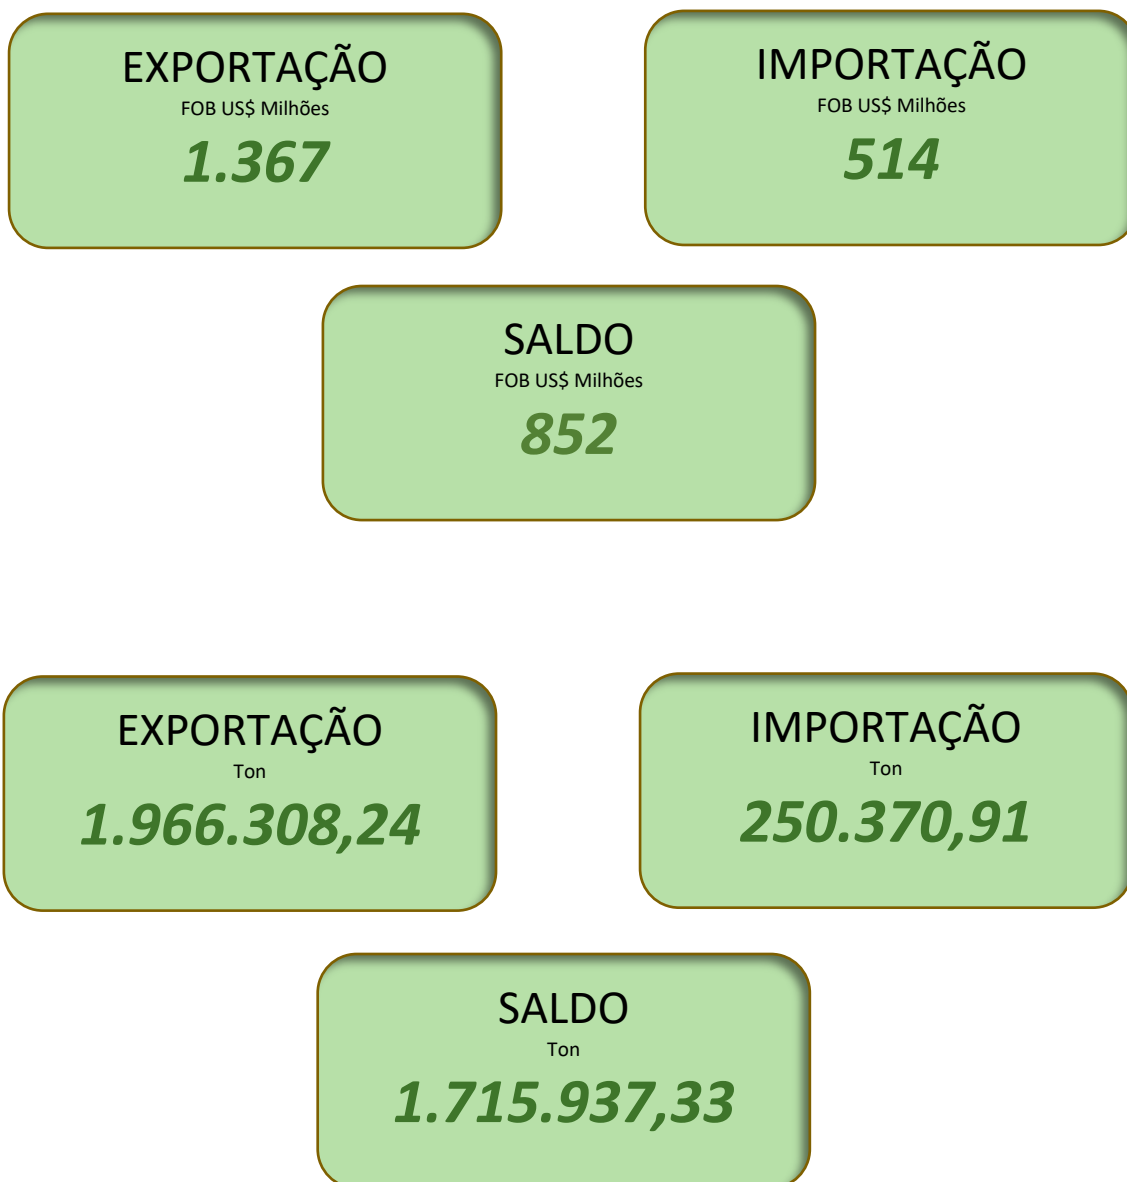 EXPORTAÇÃO
FOB US$ Milhões
1.367
IMPORTAÇÃO
FOB US$ Milhões
514
SALDO
FOB US$ Milhões
852
EXPORTAÇÃO
Ton
1.966.308,24
IMPORTAÇÃO
Ton
250.370,91
SALDO
Ton
1.715.937,33